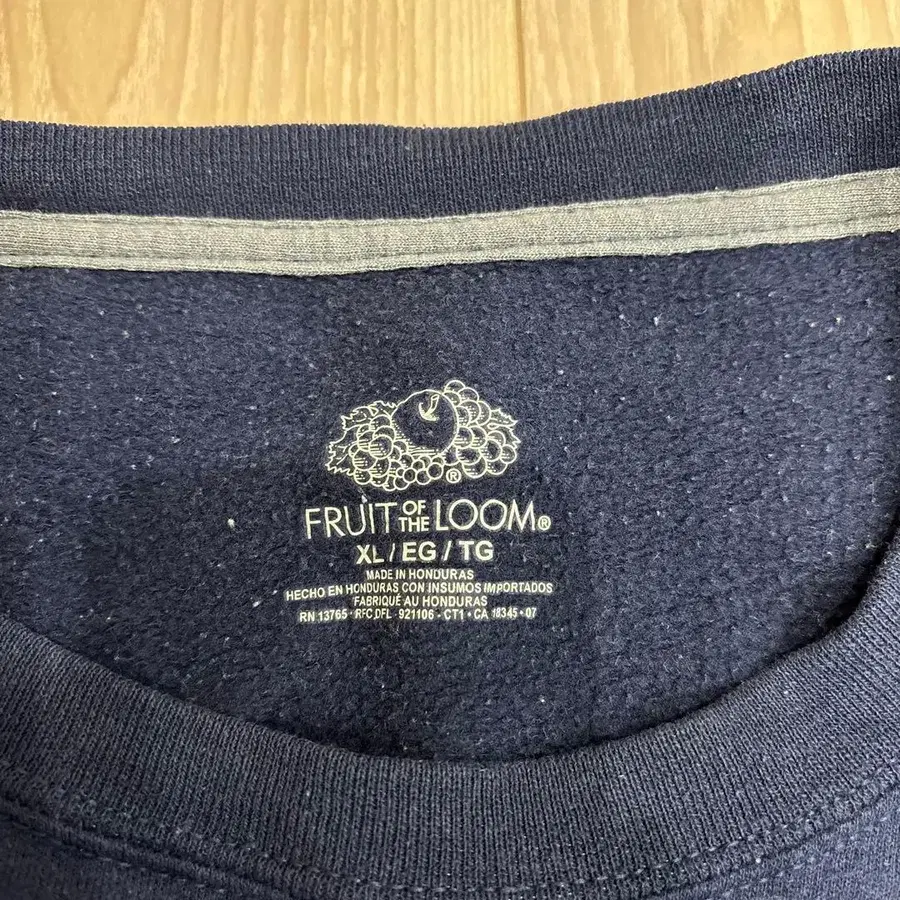 ®
FRUIT OF THE LOOM®
XL / EG / TG
MADE IN HONDURAS
HECHO EN HONDURAS CON INSUMOS IMPORTADOS
FABRIQUÉ AU HONDURAS
RN 13765 · RFC DFL - 921106 - CT1 • CA 18345 • 07